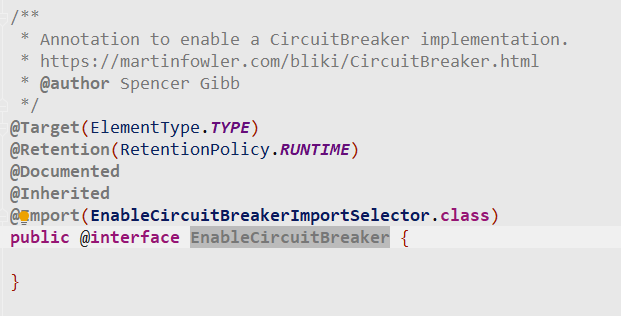 /**
 * Annotation to enable a CircuitBreaker implementation.
 * https://martinfowler.com/bliki/CircuitBreaker.html
 * @author Spencer Gibb
 */
@Target(ElementType.TYPE)
@Retention(RetentionPolicy.RUNTIME)
@Documented
@Inherited
@Import(EnableCircuitBreakerImportSelector.class)
public @interface EnableCircuitBreaker {
}